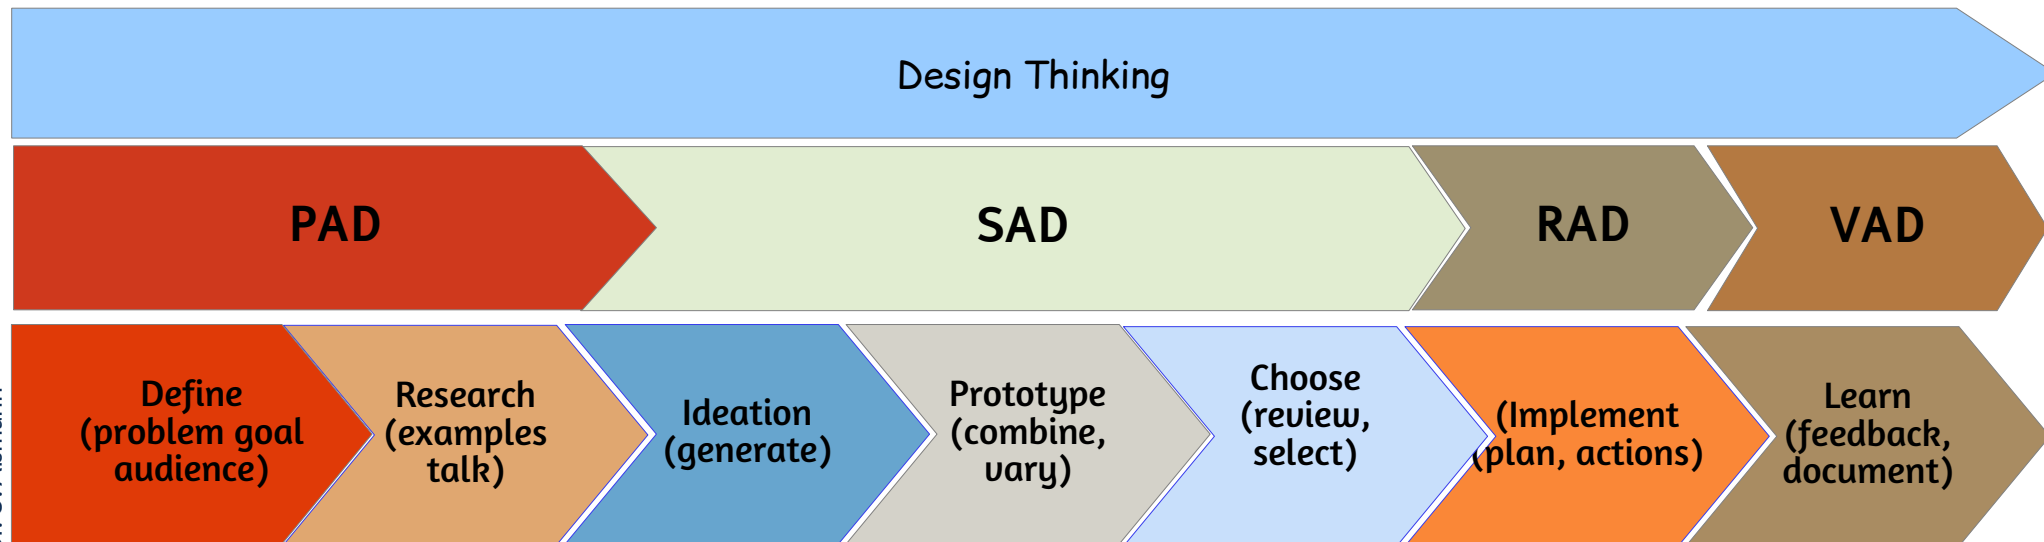 Design Thinking
PAD
SAD
RAD
VAD
Define
(problem goal
audience)
Research
(examples
talk)
Ideation
(generate)
Prototype
(combine,
vary)
Choose
(review,
select)
(Implement
(plan, actions)
Learn
(feedback,
document)